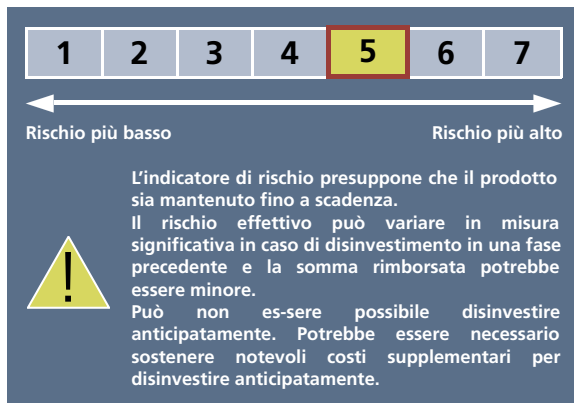 1 2 3 4 5 6 7
Rischio più basso Rischio più alto
L'indicatore di rischio presuppone che il prodotto
sia mantenuto fino a scadenza.
Il rischio effettivo può variare in misura
significativa in caso di disinvestimento in una fase
precedente e la somma rimborsata potrebbe
essere minore.
Può non es-sere possibile disinvestire
anticipatamente. Potrebbe essere necessario
sostenere notevoli costi supplementari per
disinvestire anticipatamente.
!